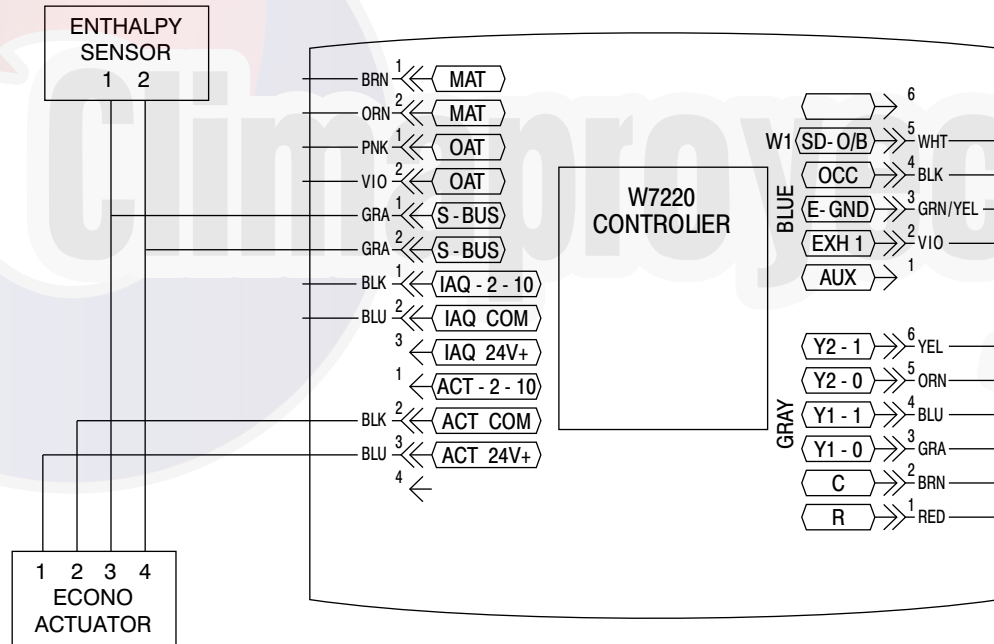 ENTHALPY
SENSOR
1 2
BRN 1 MAT
ORN 2 MAT
PNK 1 OAT
VIO 2 OAT
GRA 1 S-BUS
GRA 2 S-BUS
BLK 1 IAQ - 2 - 10
BLU 2 IAQ COM
3 IAQ 24V+
1 ACT - 2 - 10
BLK 2 ACT COM
BLU 3 ACT 24V+
4
1 2 3 4
ECONO
ACTUATOR
W7220
CONTROLIER
BLUE
6
W1 SD- O/B 5 WHT
OCC 4 BLK
E- GND 3 GRN/YEL
EXH 1 2 VIO
AUX 1
GRAY
Y2 - 1 6 YEL
Y2 - 0 5 ORN
Y1 - 1 4 BLU
Y1 - 0 3 GRA
C 2 BRN
R 1 RED
Climaproyec